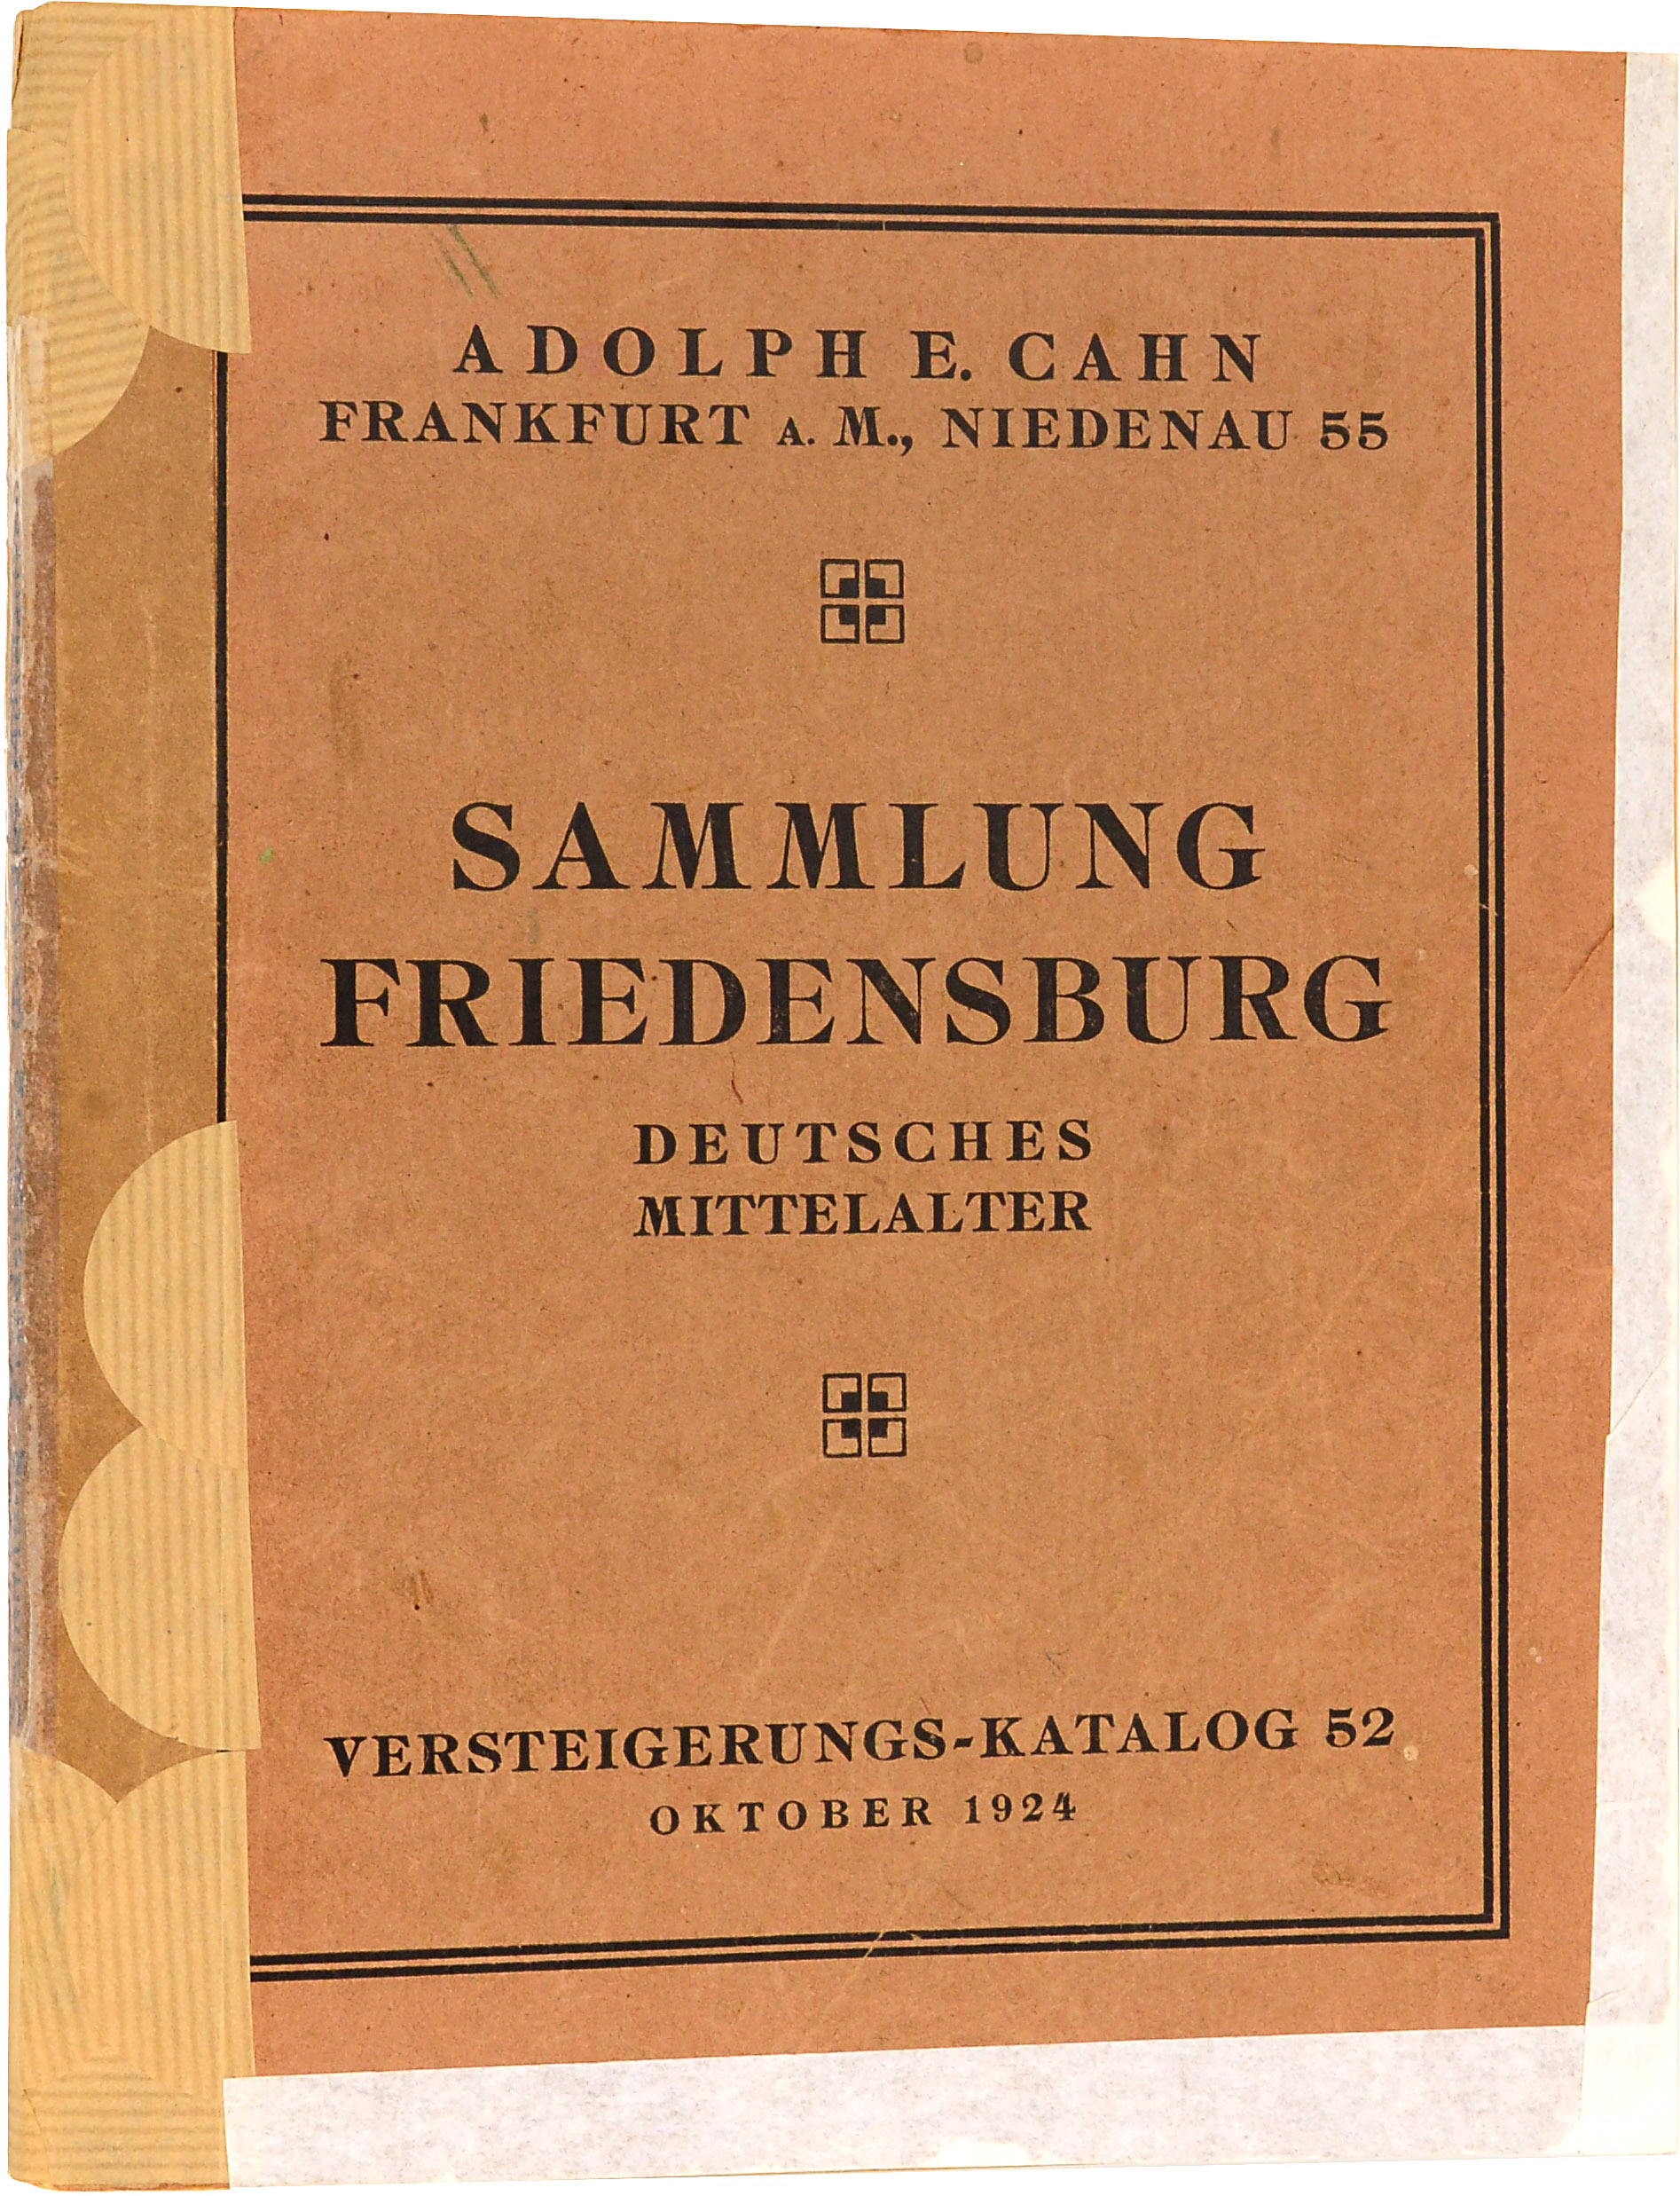 ADOLPH E. CAHN
FRANKFURT A. M., NIEDENAU 55
SAMMLUNG
FRIEDENSBURG
DEUTSCHES
MITTELALTER
VERSTEIGERUNGS-KATALOG 52
OKTOBER 1924